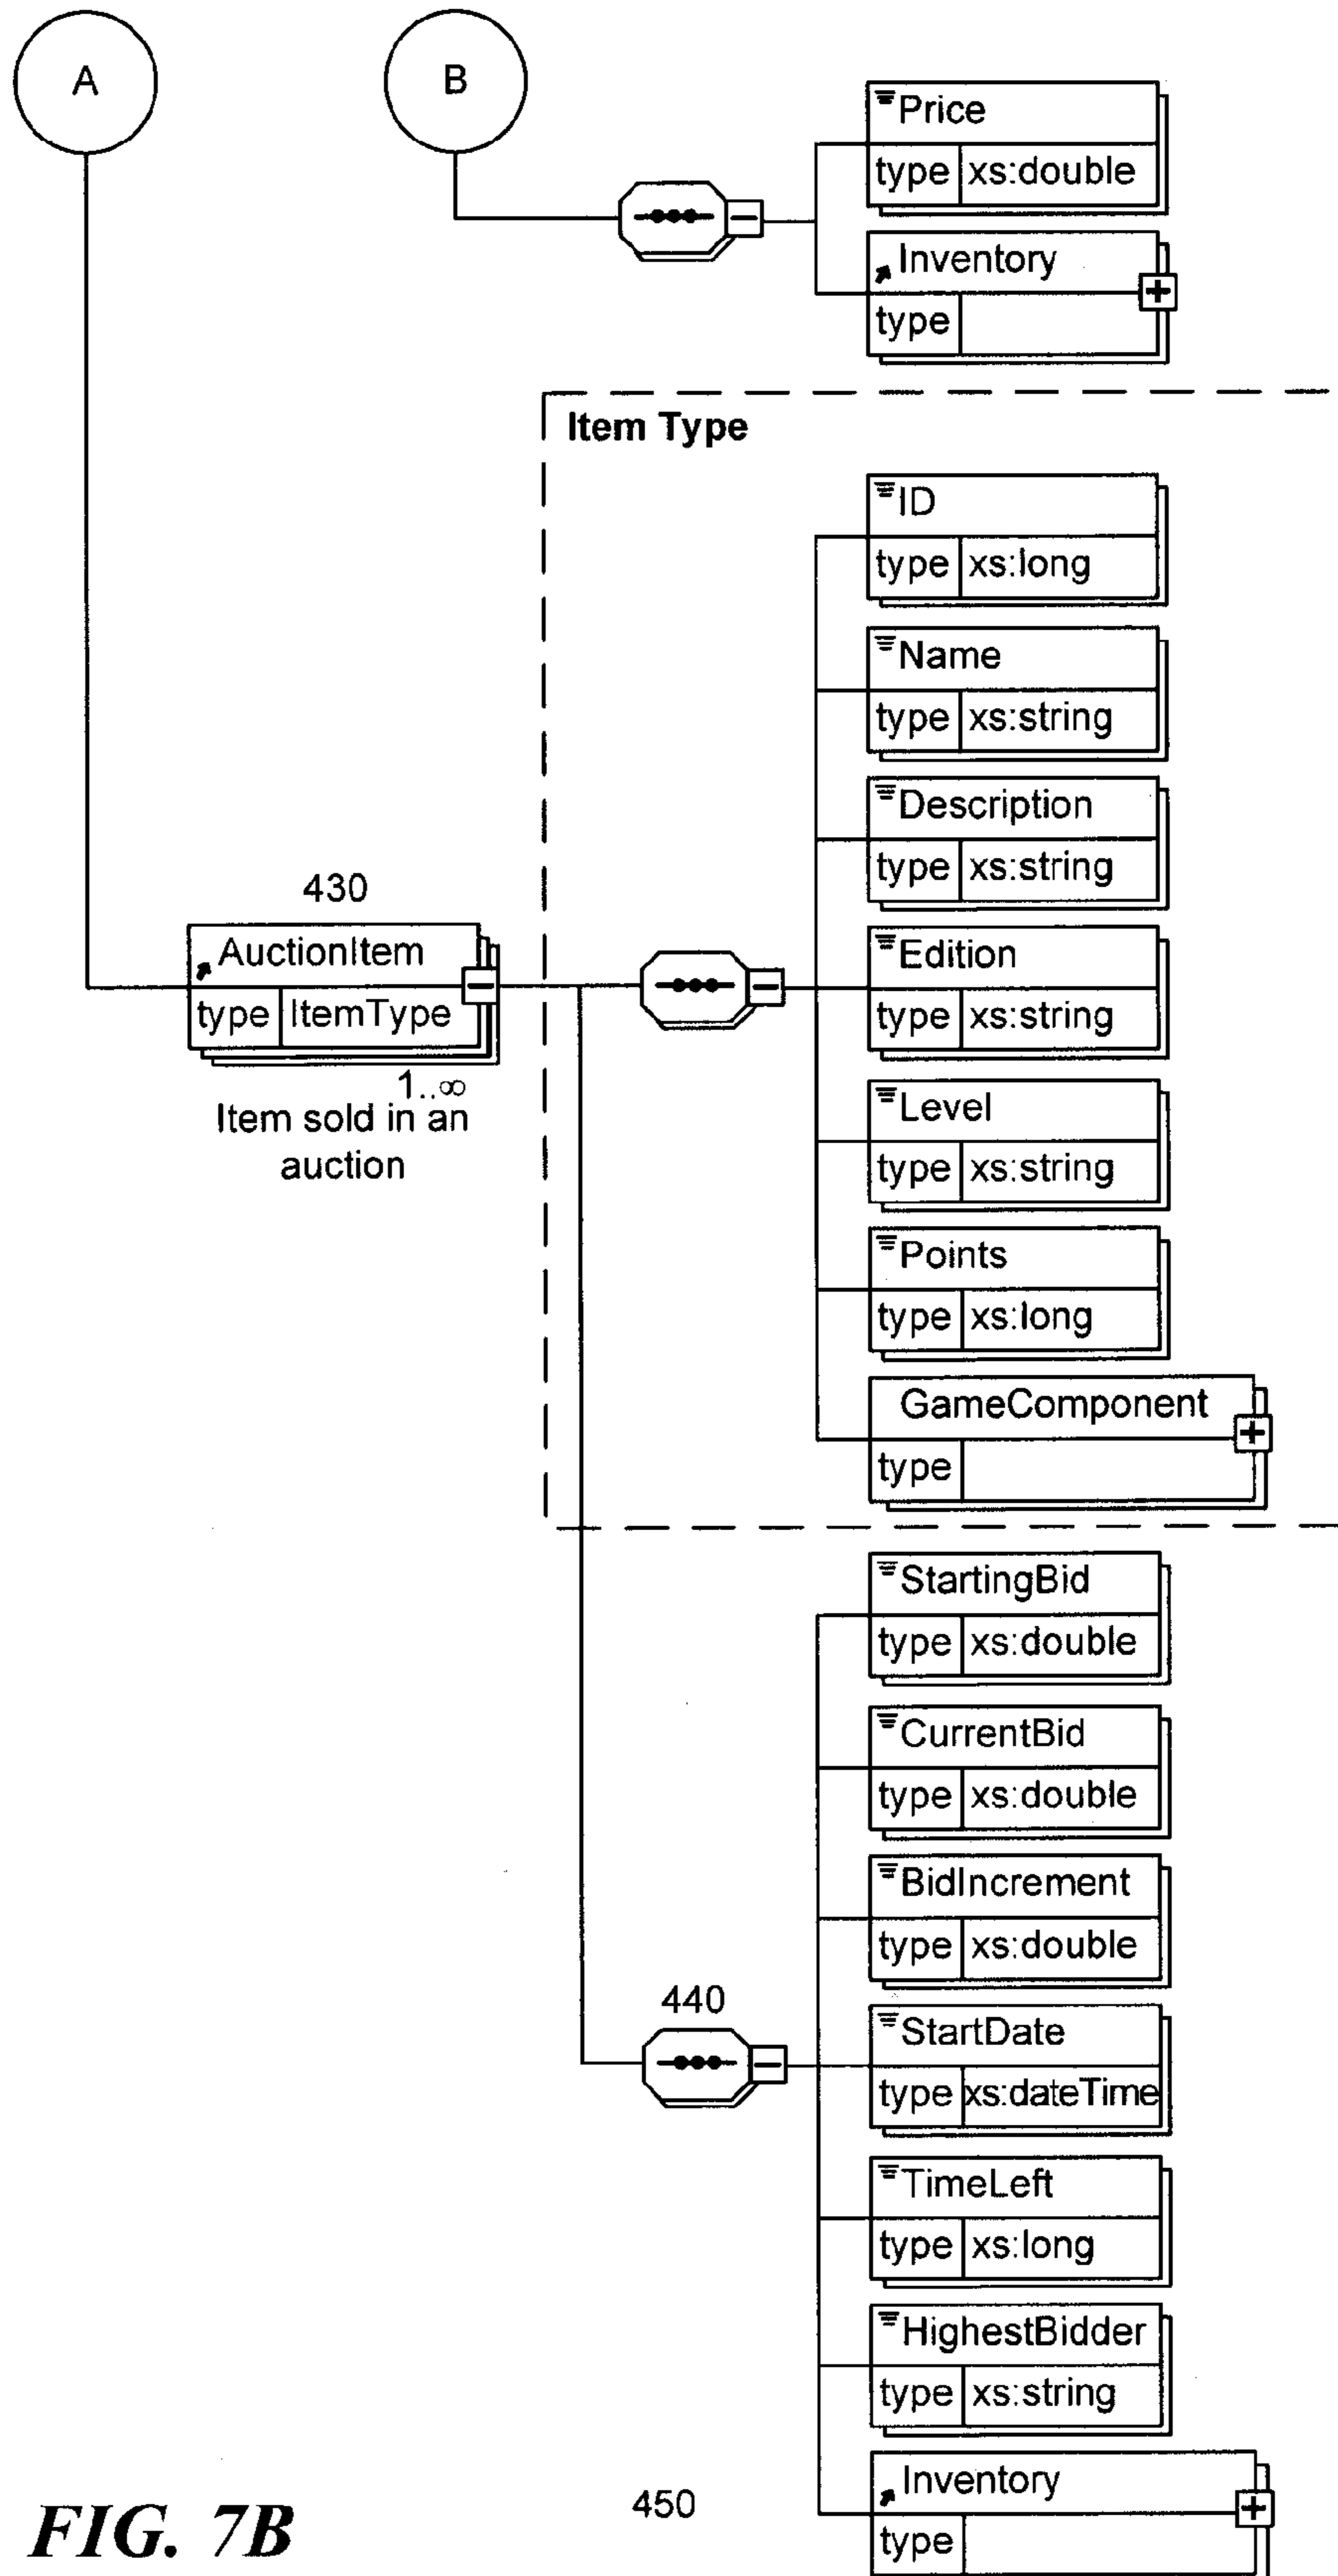 A
B
Price
type xs:double
Inventory
type
Item Type
ID
type xs:long
Name
type xs:string
Description
type xs:string
430
AuctionItem
type ItemType
1..∞
Item sold in an
auction
Edition
type xs:string
Level
type xs:string
Points
type xs:long
GameComponent
type
StartingBid
type xs:double
CurrentBid
type xs:double
BidIncrement
type xs:double
440
StartDate
type xs:dateTime
TimeLeft
type xs:long
HighestBidder
type xs:string
Inventory
type
450
FIG. 7B